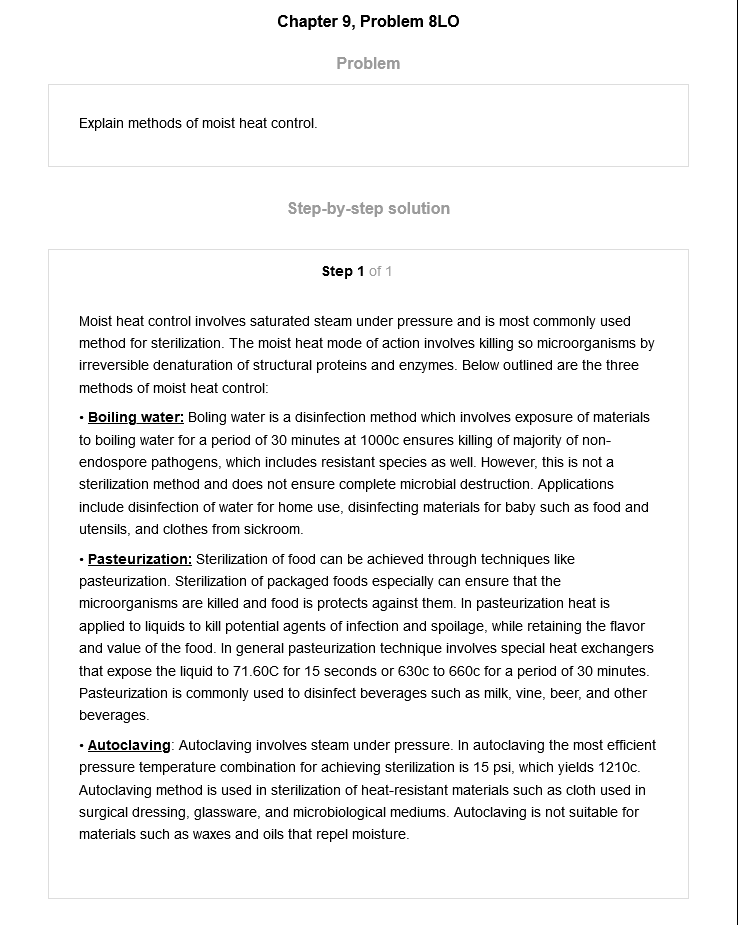 Chapter 9, Problem 8LO
Problem
Explain methods of moist heat control.
Step-by-step solution
Step 1 of 1
Moist heat control involves saturated steam under pressure and is most commonly used
method for sterilization. The moist heat mode of action involves killing so microorganisms by
irreversible denaturation of structural proteins and enzymes. Below outlined are the three
methods of moist heat control:
• Boiling water: Boling water is a disinfection method which involves exposure of materials
to boiling water for a period of 30 minutes at 1000c ensures killing of majority of non-
endospore pathogens, which includes resistant species as well. However, this is not a
sterilization method and does not ensure complete microbial destruction. Applications
include disinfection of water for home use, disinfecting materials for baby such as food and
utensils, and clothes from sickroom.
• Pasteurization: Sterilization of food can be achieved through techniques like
pasteurization. Sterilization of packaged foods especially can ensure that the
microorganisms are killed and food is protects against them. In pasteurization heat is
applied to liquids to kill potential agents of infection and spoilage, while retaining the flavor
and value of the food. In general pasteurization technique involves special heat exchangers
that expose the liquid to 71.60C for 15 seconds or 630c to 660c for a period of 30 minutes.
Pasteurization is commonly used to disinfect beverages such as milk, vine, beer, and other
beverages.
• Autoclaving: Autoclaving involves steam under pressure. In autoclaving the most efficient
pressure temperature combination for achieving sterilization is 15 psi, which yields 1210c.
Autoclaving method is used in sterilization of heat-resistant materials such as cloth used in
surgical dressing, glassware, and microbiological mediums. Autoclaving is not suitable for
materials such as waxes and oils that repel moisture.